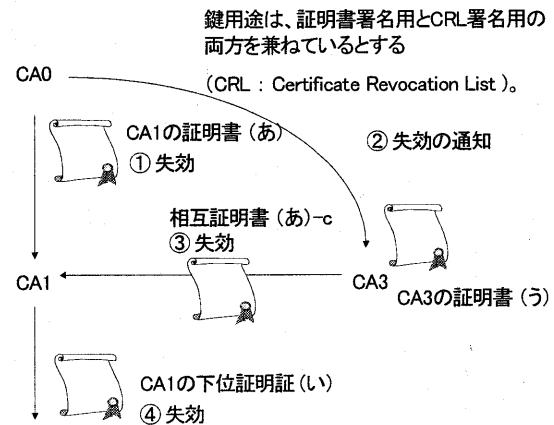 鍵用途は、証明書署名用とCRL署名用の
両方を兼ねているとする
(CRL : Certificate Revocation List )。
CA0
CA1の証明書 (あ)
① 失効
② 失効の通知
相互証明書 (あ)-c
③ 失効
CA1
CA3
CA3の証明書 (う)
CA1の下位証明証 (い)
④ 失効